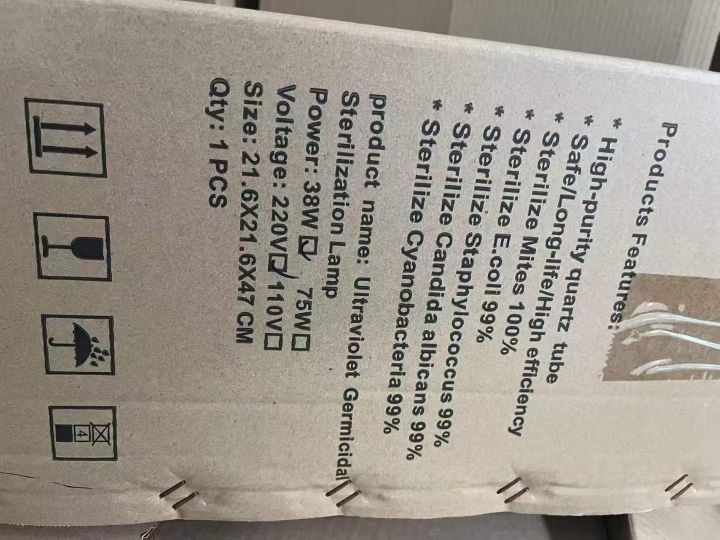 Products Features:
* High-purity quartz tube
* Safe/Long-life/High efficiency
* Sterilize Mites 100%
* Sterilize E.coli 99%
* Sterilize Staphylococcus 99%
* Sterilize Candida albicans 99%
* Sterilize Cyanobacteria 99%
product name: Ultraviolet Germicidal
Sterilization Lamp
Power: 38W ☑ 75W☐
Voltage: 220V☑ 110V☐
Size: 21.6X21.6X47 CM
Qty: 1 PCS
4